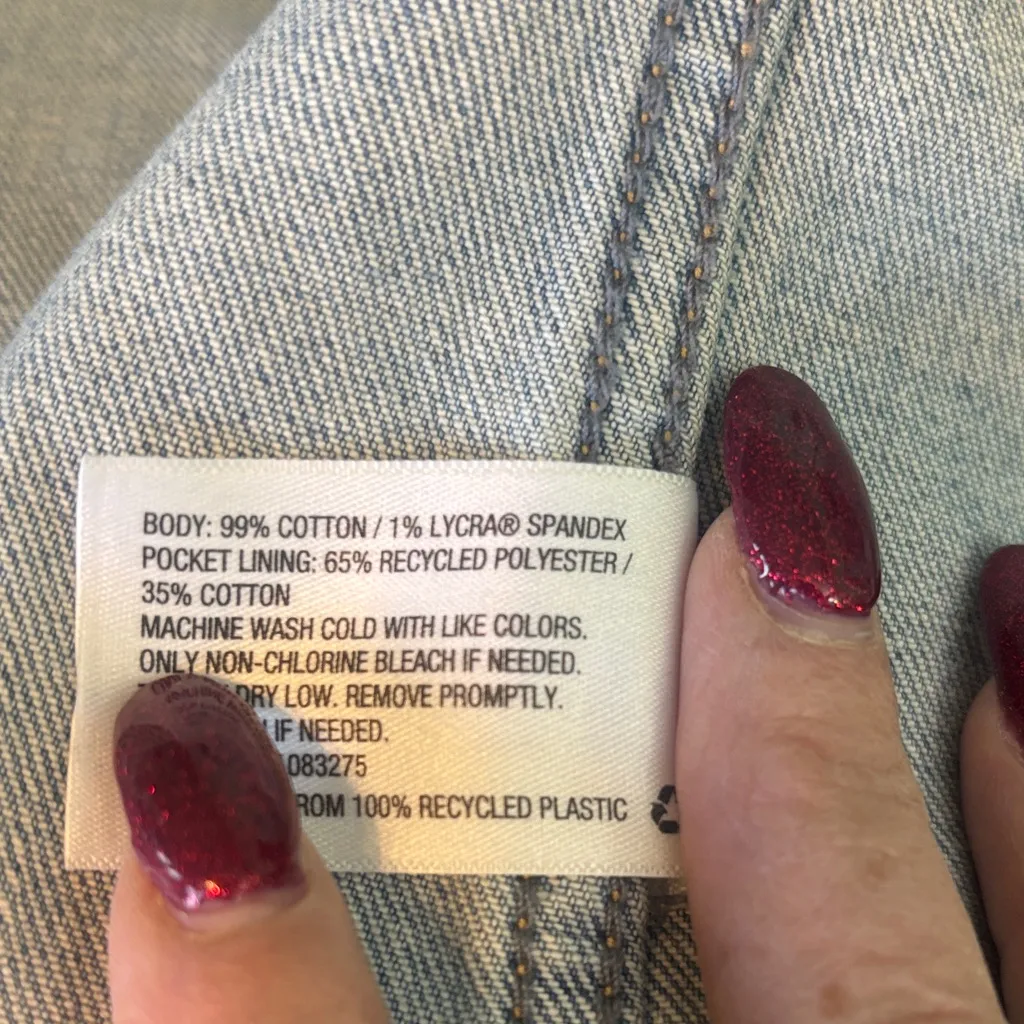 BODY: 99% COTTON / 1% LYCRA® SPANDEX
POCKET LINING: 65% RECYCLED POLYESTER /
35% COTTON
MACHINE WASH COLD WITH LIKE COLORS.
ONLY NON-CHLORINE BLEACH IF NEEDED.
DRY LOW. REMOVE PROMPTLY.
IF NEEDED.
083275
100% RECYCLED PLASTIC